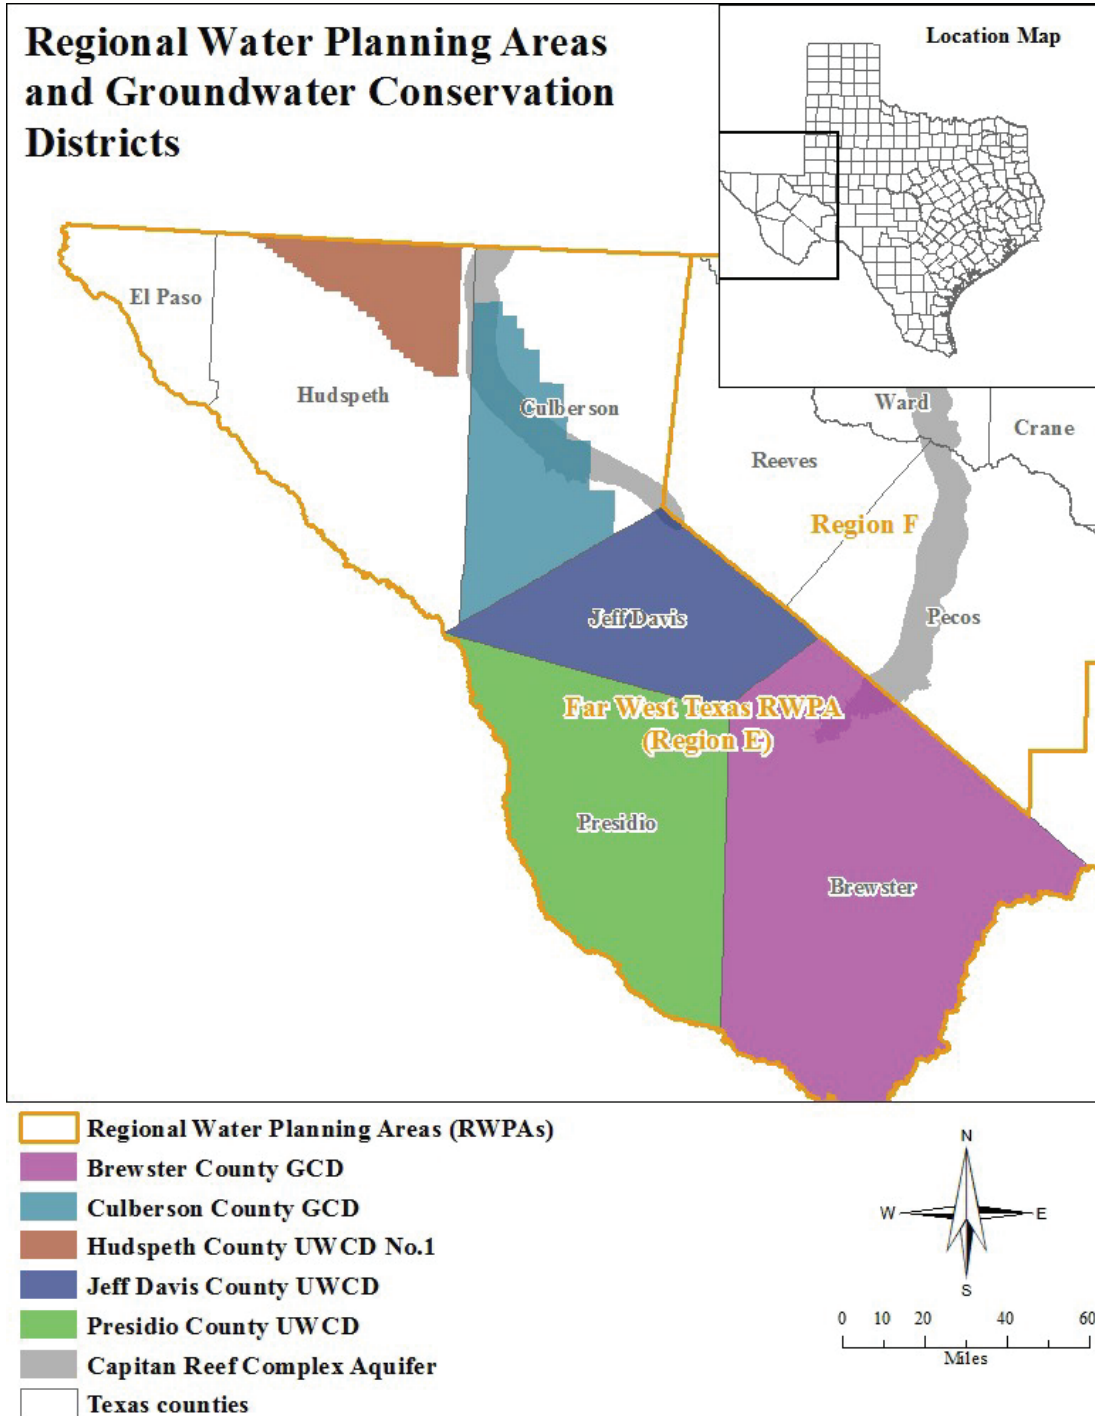 Regional Water Planning Areas
and Groundwater Conservation
Districts
Location Map
El Paso
Hudspeth
Culberson
Ward
Crane
Reeves
Region F
Jeff Davis
Pecos
Far West Texas RWPA
(Region E)
Presidio
Brewster
Regional Water Planning Areas (RWPAs)
Brewster County GCD
Culberson County GCD
Hudspeth County UWCD No.1
Jeff Davis County UWCD
Presidio County UWCD
Capitan Reef Complex Aquifer
Texas counties
N
W E
S
0 10 20 40 60
Miles